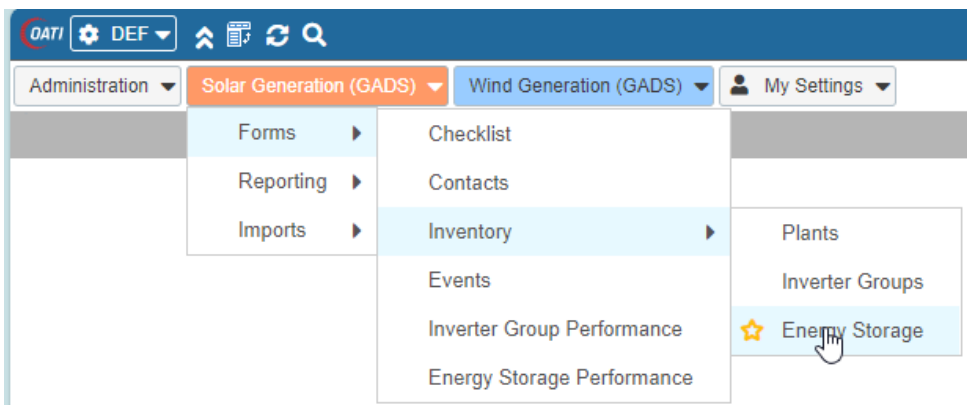 OATI DEF
Administration Solar Generation (GADS) Wind Generation (GADS) My Settings
Forms
Reporting
Imports
Checklist
Contacts
Inventory
Events
Inverter Group Performance
Energy Storage Performance
Plants
Inverter Groups
Energy Storage